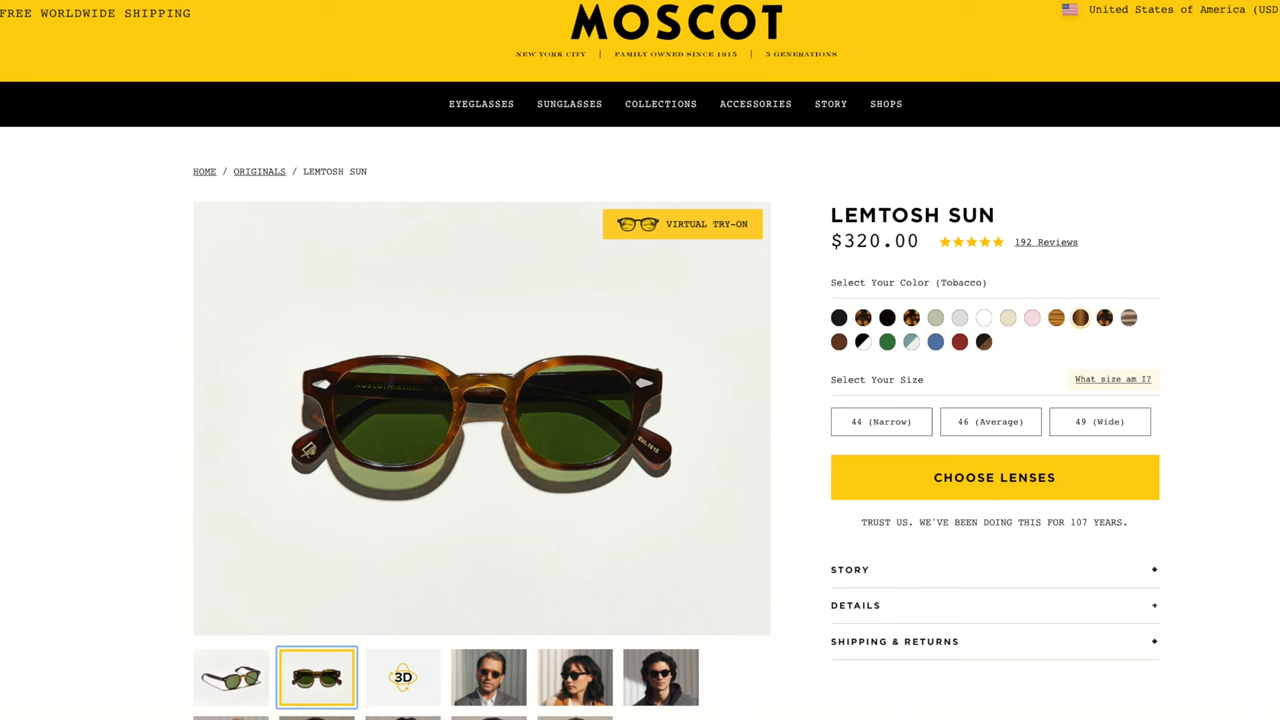 FREE WORLDWIDE SHIPPING
MOSCOT
United States of America (USD
NEW YORK CITY | FAMILY OWNED SINCE 1915 | 5 GENERATIONS
EYEGLASSES SUNGLASSES COLLECTIONS ACCESSORIES STORY SHOPS
HOME / ORIGINALS / LEMTOSH SUN
VIRTUAL TRY-ON
LEMTOSH SUN
$320.00
192 Reviews
Select Your Color (Tobacco)
Select Your Size
What size am I?
44 (Narrow)
46 (Average)
49 (Wide)
CHOOSE LENSES
TRUST US. WE'VE BEEN DOING THIS FOR 107 YEARS.
STORY +
DETAILS +
SHIPPING & RETURNS +
Est. 1915
3D